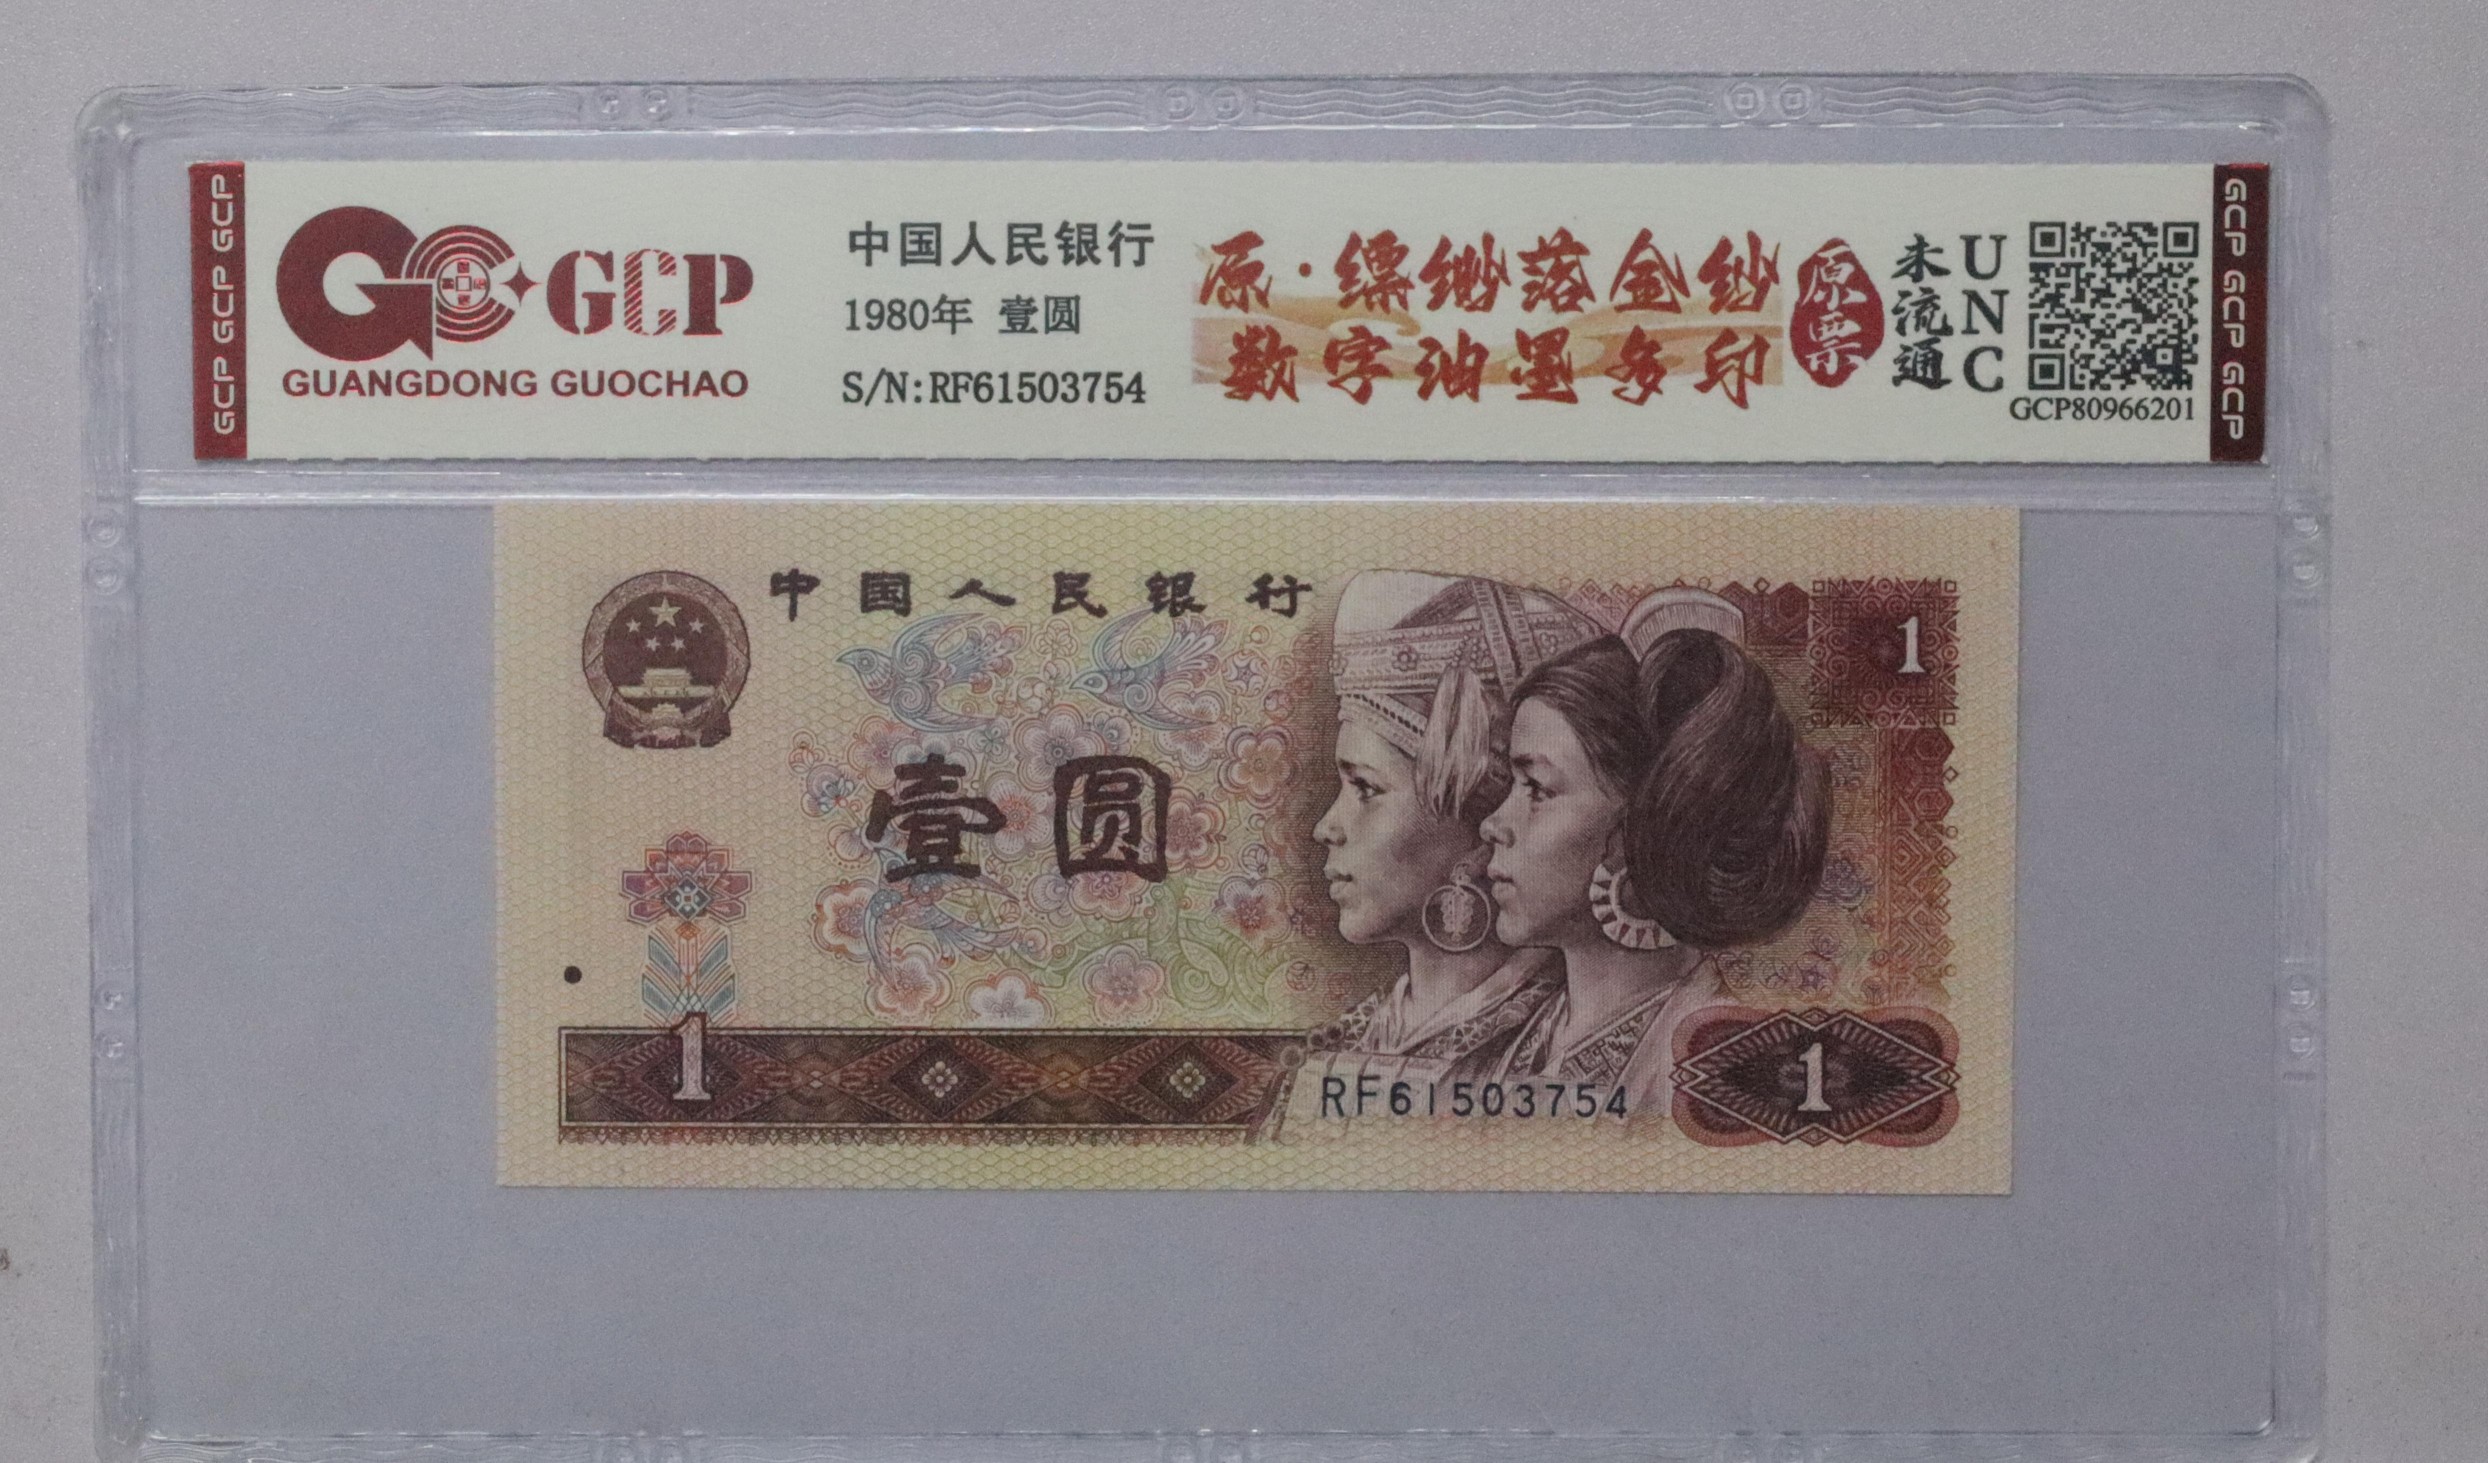 GCP GCP GCP GCP
GCP
GUANGDONG GUOCHAO
中国人民银行
1980年 壹圆
S/N:RF61503754
原·缥缈落金纱
数字油墨多印
原票
未流通
UNC
GCP80966201
GCP GCP GCP GCP
中国人民银行
壹圆
1
1
1
RF61503754